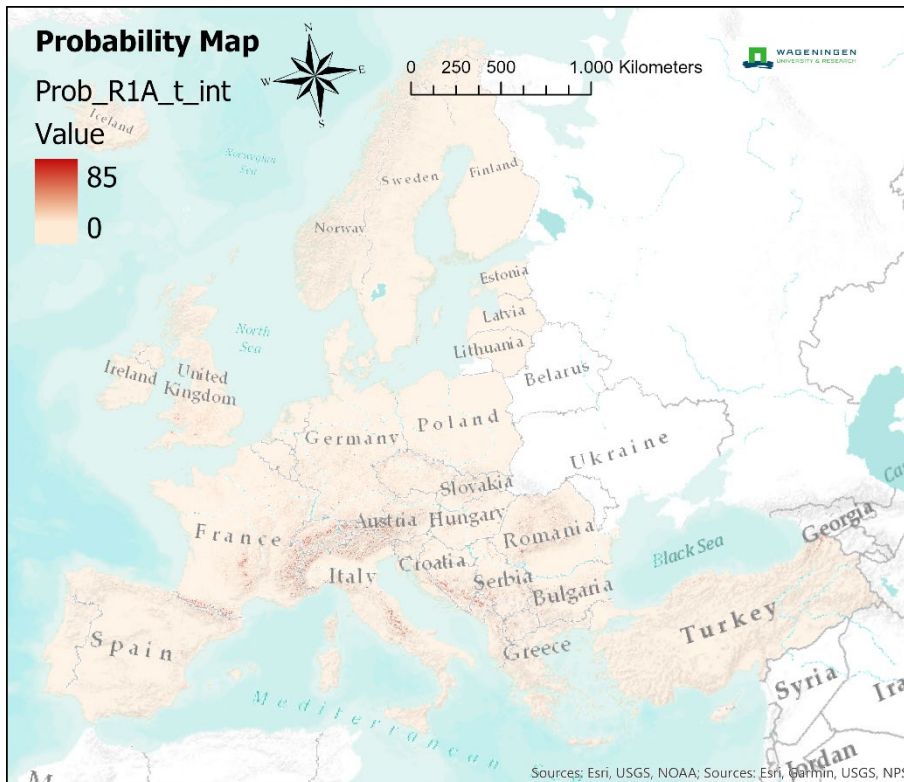 Probability Map
Prob_R1A_t_int
Value
85
0
N
W
E
S
0 250 500 1.000 Kilometers
WAGENINGEN
UNIVERSITY & RESEARCH
Iceland
Norwegian
Sea
Sweden
Finland
Norway
Estonia
Latvia
Lithuania
North
Sea
Ireland
United
Kingdom
Belarus
Poland
Germany
Ukraine
Slovakia
Austria
Hungary
France
Romania
Georgia
Croatia
Black Sea
Italy
Serbia
Bulgaria
Spain
Turkey
Greece
Syria
Mediterranean
Jordan
Sources: Esri, USGS, NOAA; Sources: Esri, Garmin, USGS, NPS